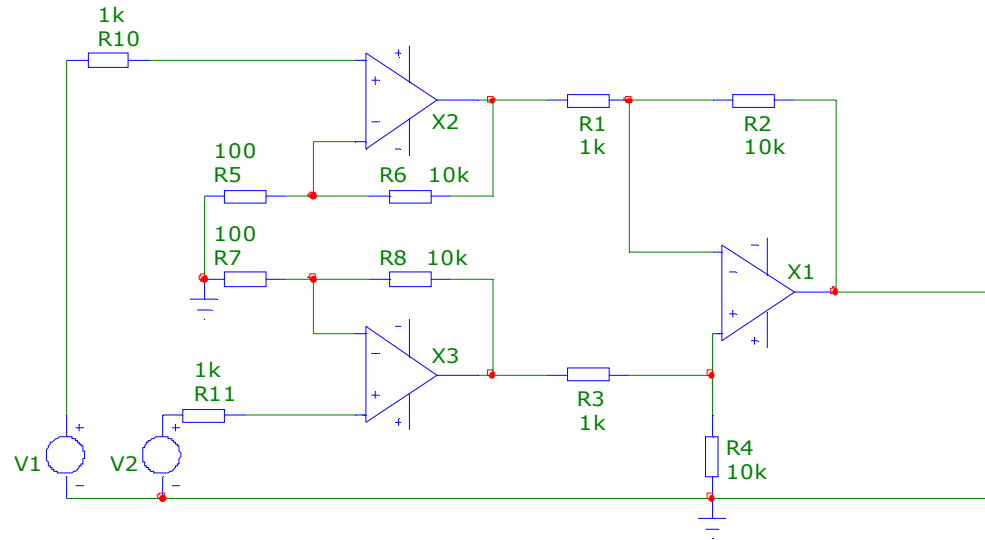 1k
R10
+
+
−
−
X2
R1
1k
R2
10k
100
R5
R6 10k
100
R7
R8 10k
−
−
+
X1
+
−
−
X3
+
+
1k
R11
R3
1k
+
V1
−
+
V2
−
R4
10k